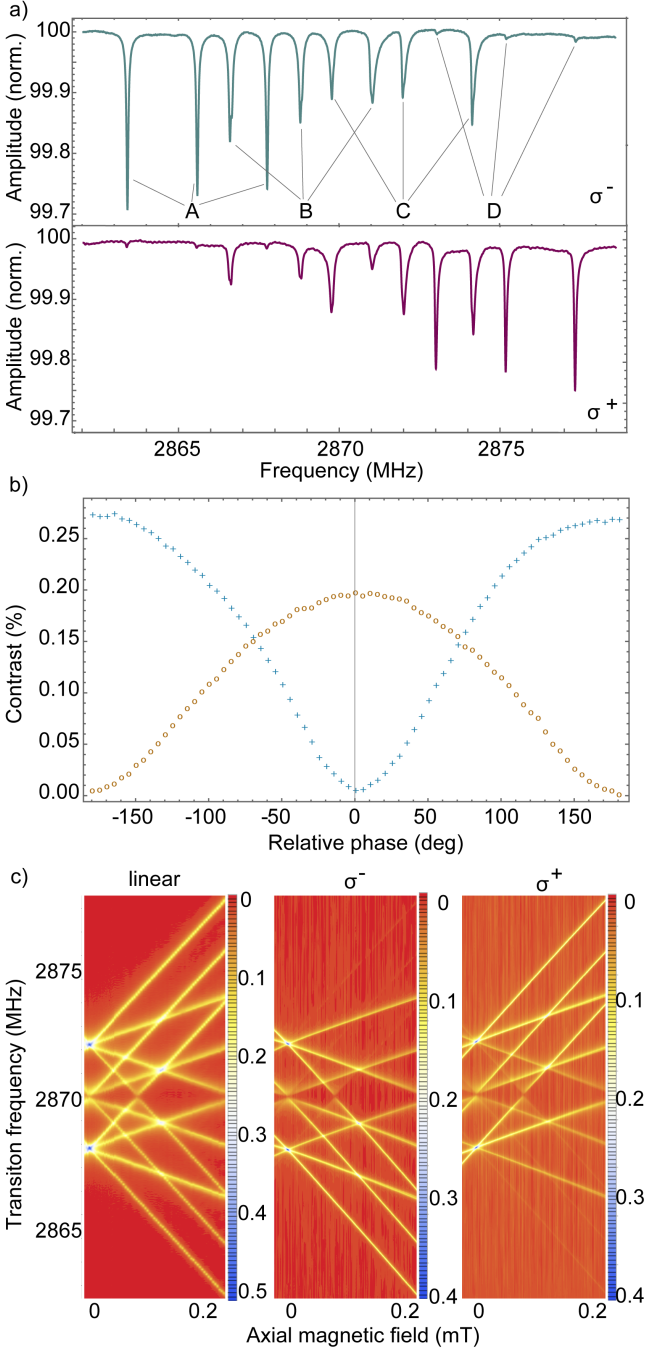 a)
100
99.9
99.8
99.7
Amplitude (norm.)
A
B
C
D
σ-
100
99.9
99.8
99.7
Amplitude (norm.)
σ+
2865
2870
2875
Frequency (MHz)
b)
0.25
0.20
0.15
0.10
0.05
0.00
Contrast (%)
-150
-100
-50
0
50
100
150
Relative phase (deg)
c)
linear
σ-
σ+
2875
2870
2865
Transiton frequency (MHz)
0
0.1
0.2
0.3
0.4
0.5
0
0.1
0.2
0.3
0.4
0
0.1
0.2
0.3
0.4
0
0.2
0
0.2
0
0.2
Axial magnetic field (mT)